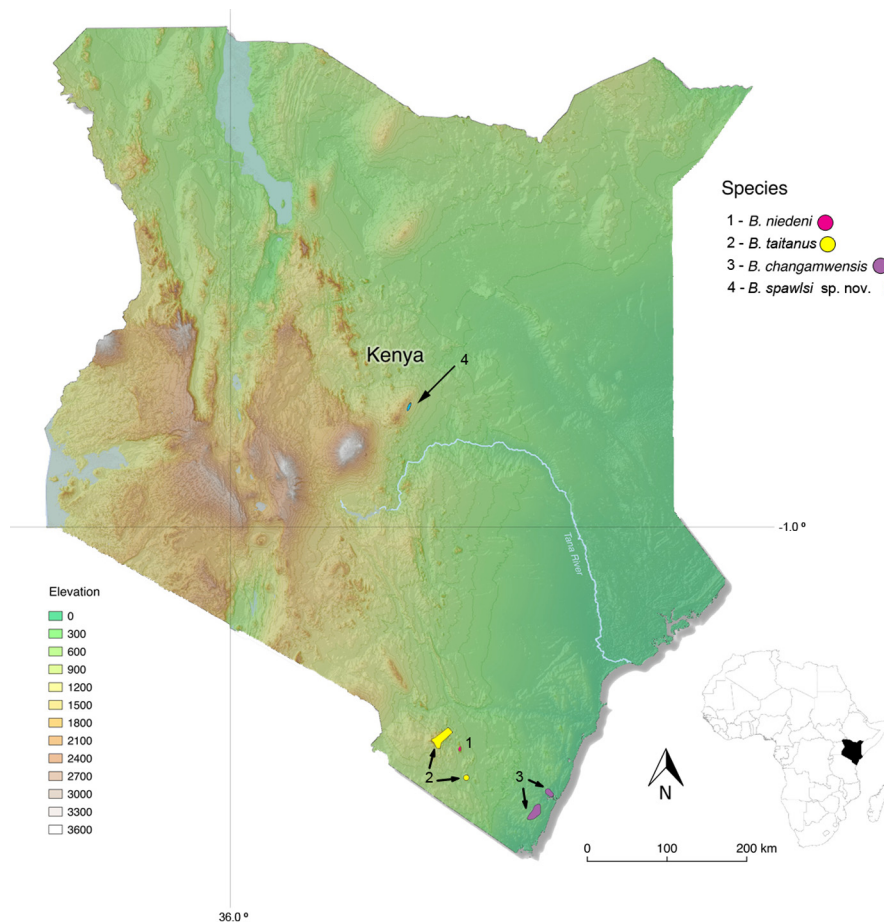 Species
1 - B. niedeni
2 - B. taitanus
3 - B. changamwensis
4 - B. spawlsi sp. nov.
Kenya
4
-1.0 º
Tana River
Elevation
0
300
600
900
1200
1500
1800
2100
2400
2700
3000
3300
3600
1
2
3
N
0 100 200 km
36.0 º